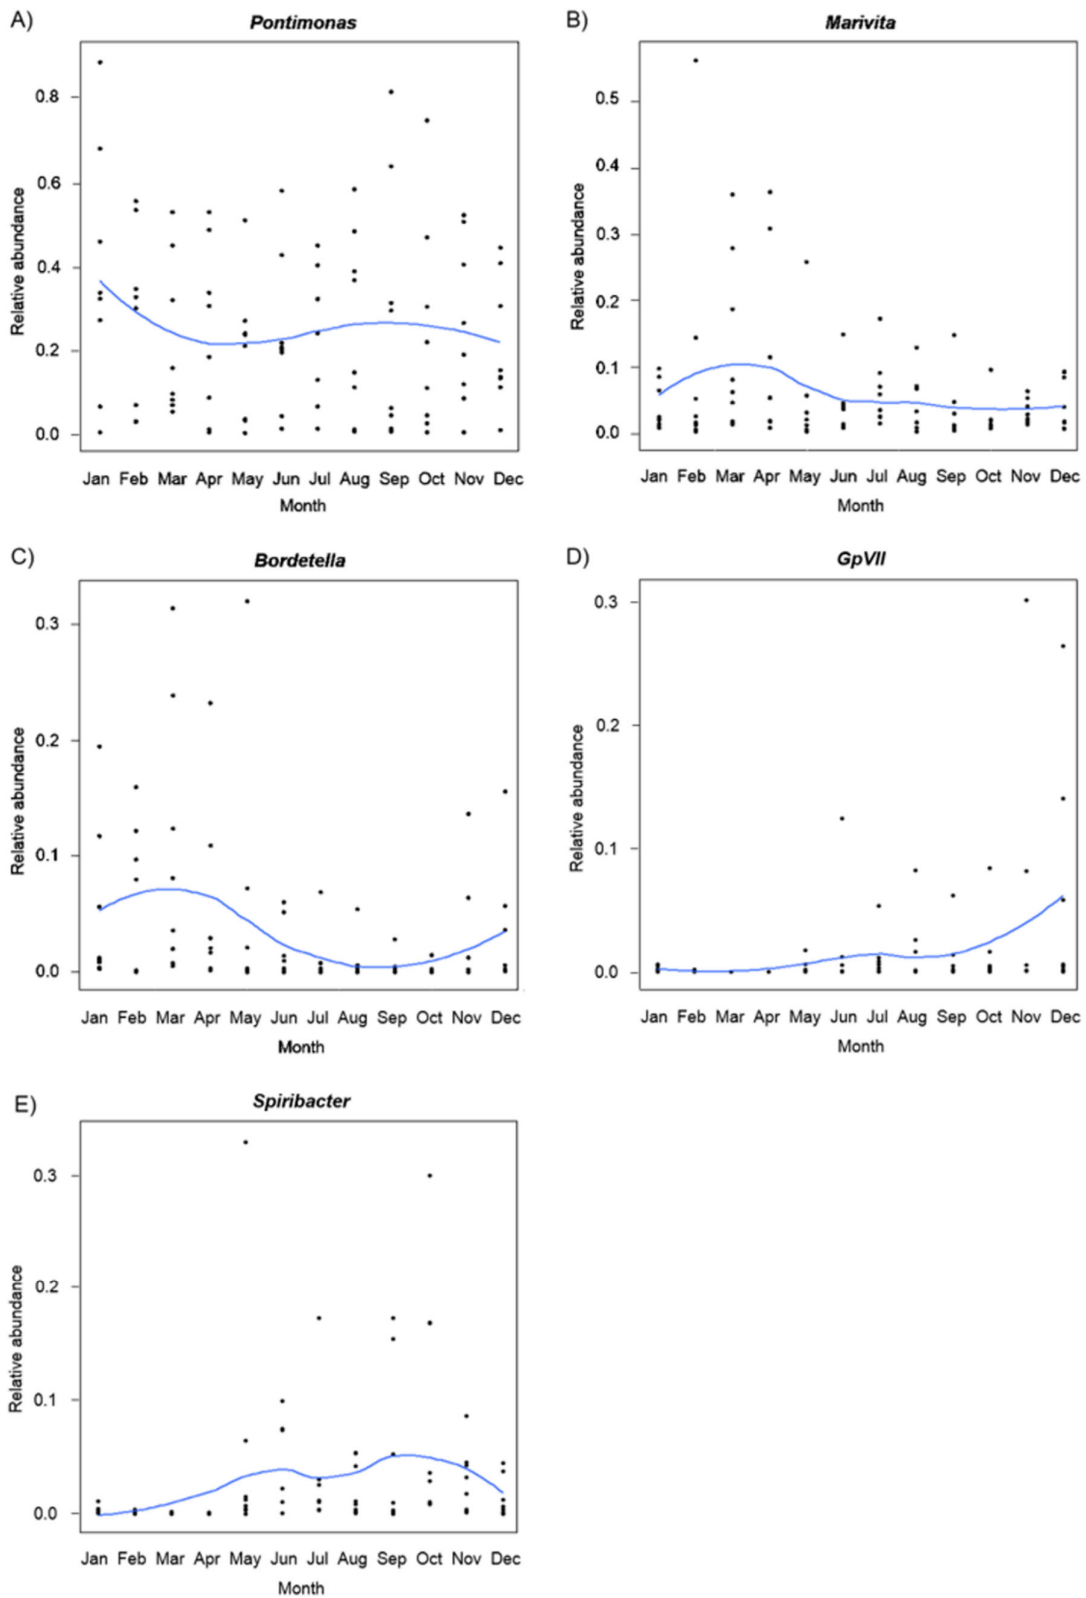 A)
Pontimonas
Relative abundance
0.8
0.6
0.4
0.2
0.0
Jan Feb Mar Apr May Jun Jul Aug Sep Oct Nov Dec
Month
B)
Marivita
Relative abundance
0.5
0.4
0.3
0.2
0.1
0.0
Jan Feb Mar Apr May Jun Jul Aug Sep Oct Nov Dec
Month
C)
Bordetella
Relative abundance
0.3
0.2
0.1
0.0
Jan Feb Mar Apr May Jun Jul Aug Sep Oct Nov Dec
Month
D)
GpVII
Relative abundance
0.3
0.2
0.1
0.0
Jan Feb Mar Apr May Jun Jul Aug Sep Oct Nov Dec
Month
E)
Spiribacter
Relative abundance
0.3
0.2
0.1
0.0
Jan Feb Mar Apr May Jun Jul Aug Sep Oct Nov Dec
Month